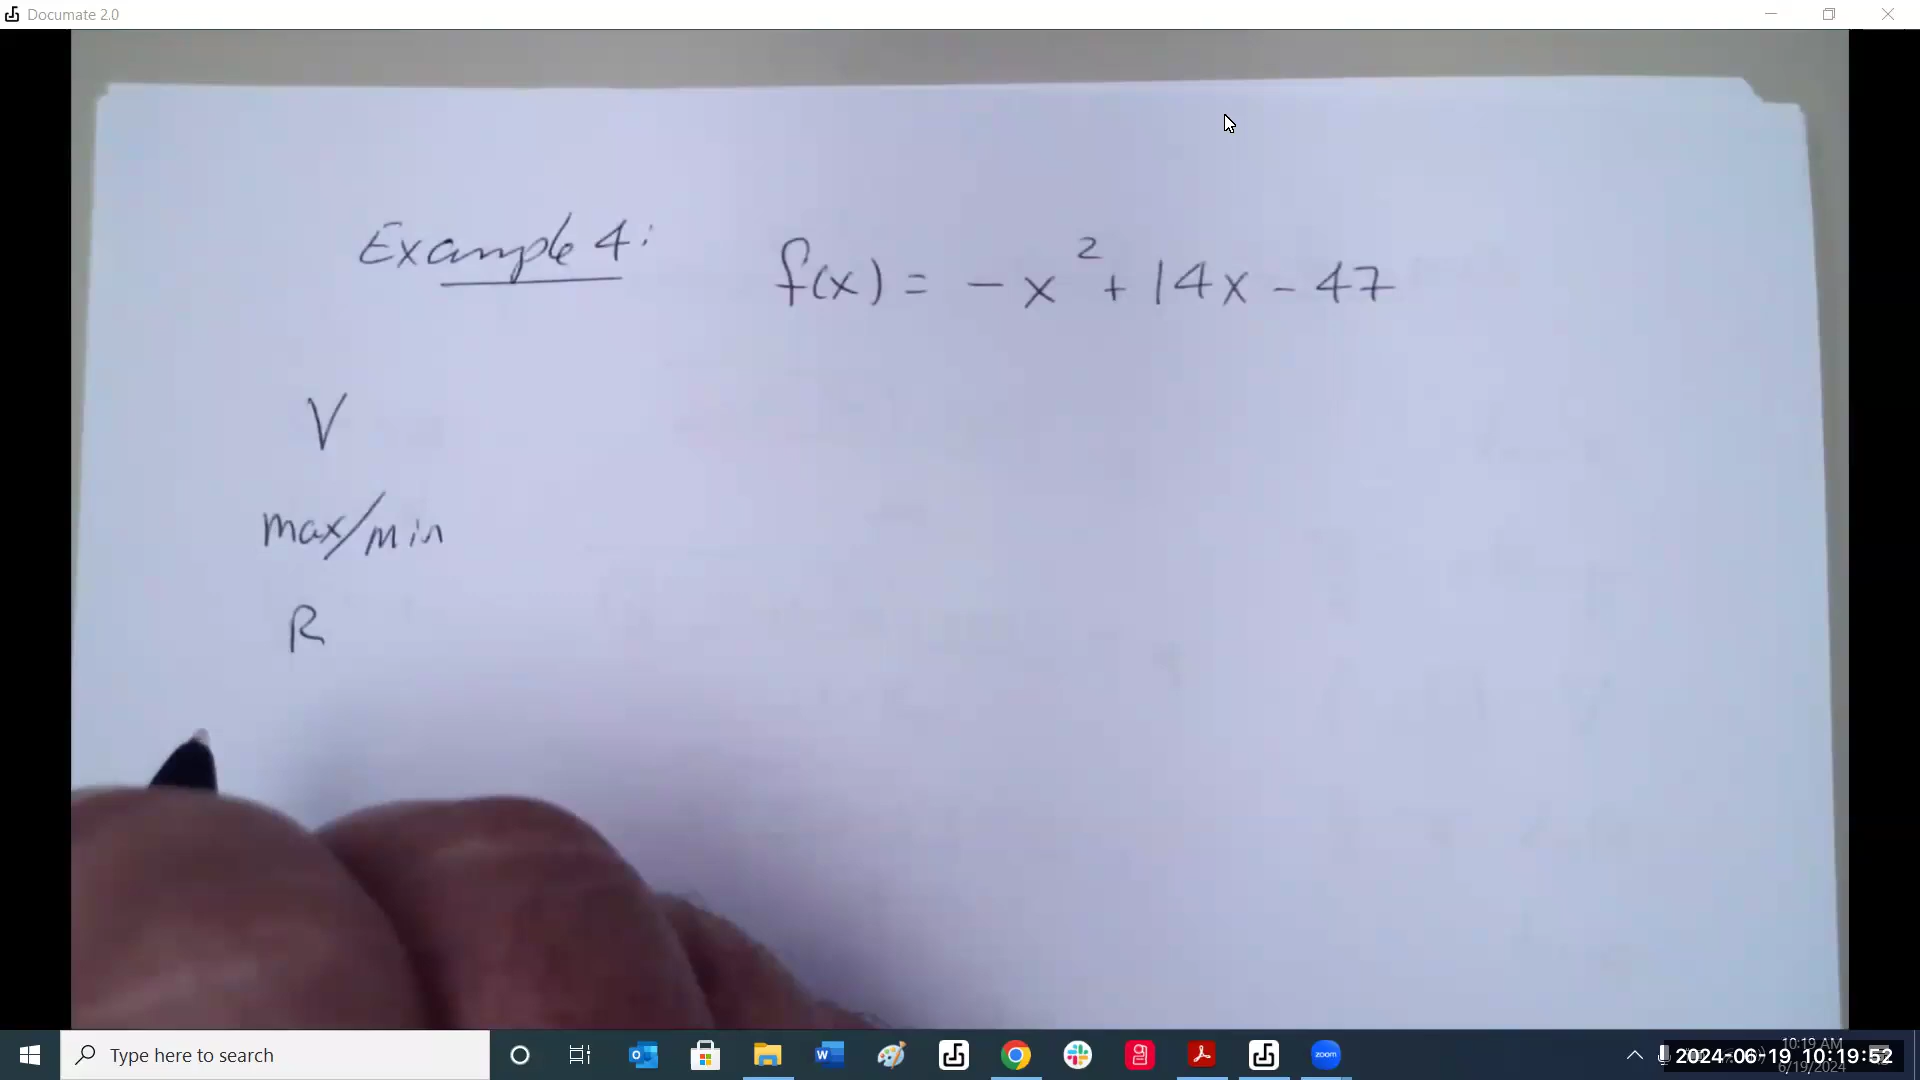 Documate 2.0
Example 4:
f(x) = -x² + 14x - 47
V
max/min
R
Type here to search
zoom
10:19 AM
2024-06-19 10:19:52
6/19/2024